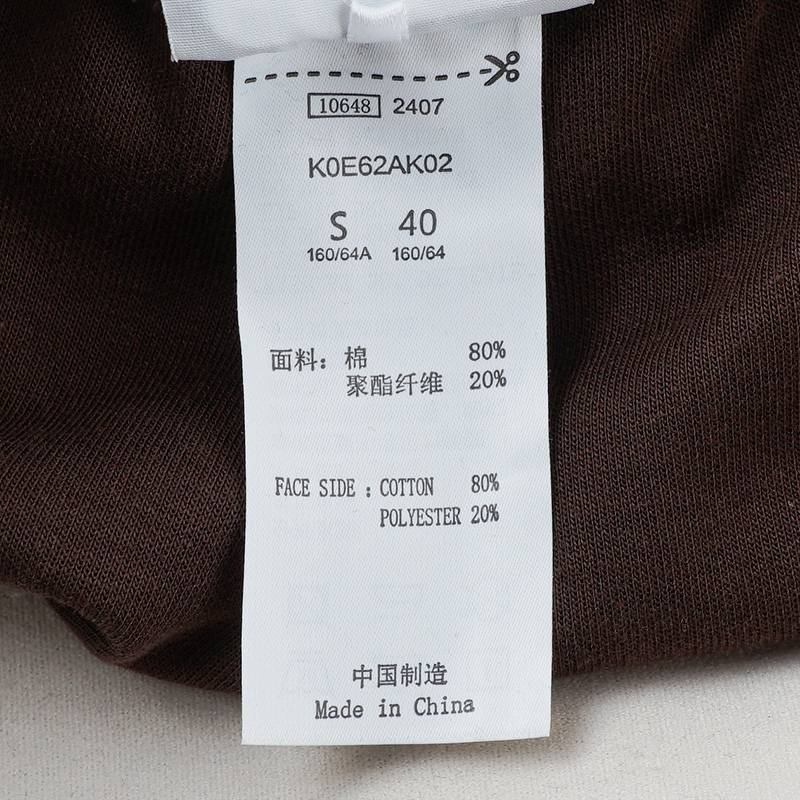 10648 2407
K0E62AK02
S 40
160/64A 160/64
面料：棉 80%
聚酯纤维 20%
FACE SIDE : COTTON 80%
POLYESTER 20%
中国制造
Made in China